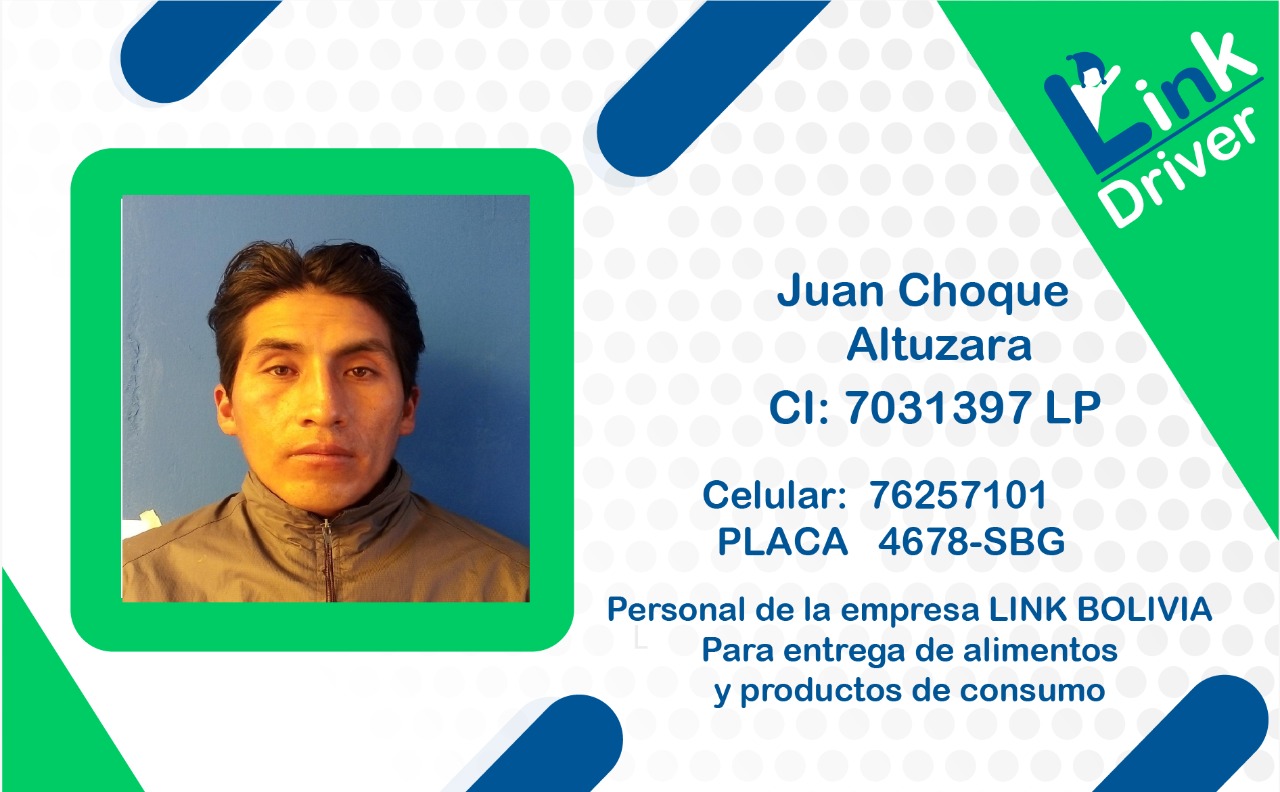 Link
Driver
Juan Choque
Altuzara
CI: 7031397 LP
Celular: 76257101
PLACA 4678-SBG
Personal de la empresa LINK BOLIVIA
L
Para entrega de alimentos
y productos de consumo